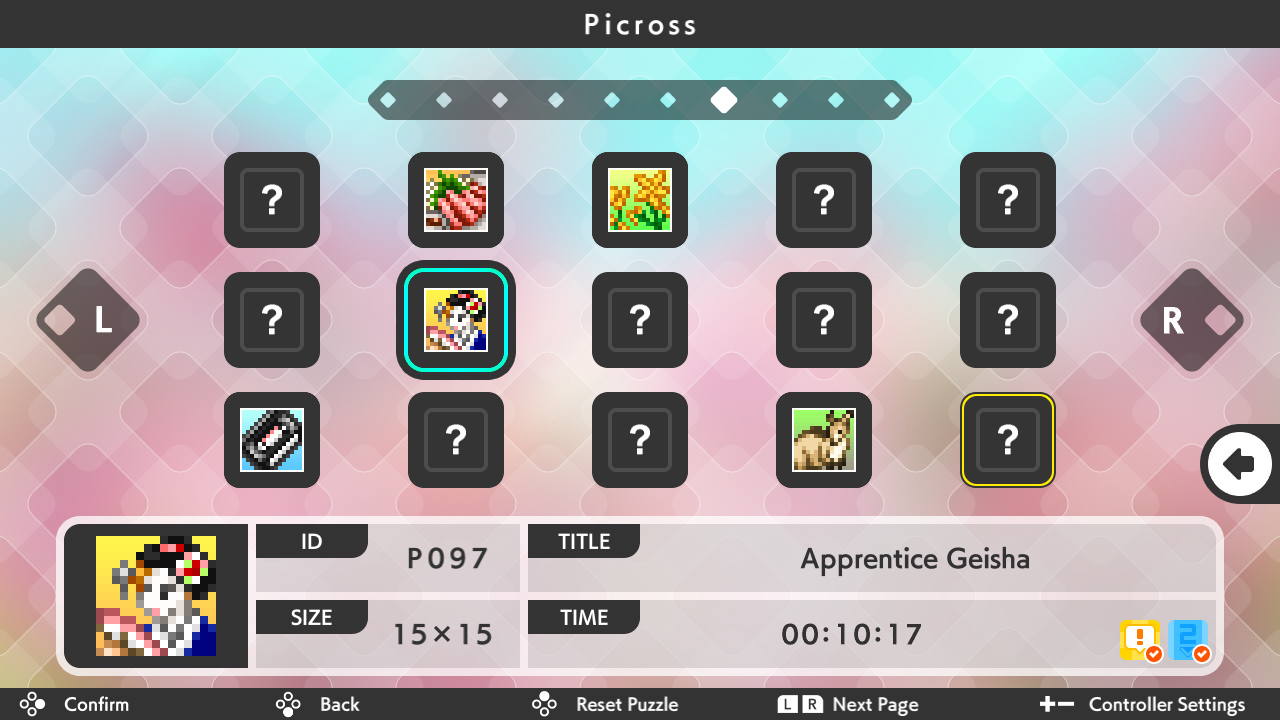 Picross
? ? ?
? ? ? ?
? ? ?
L
R
ID
P097
TITLE
Apprentice Geisha
SIZE
15×15
TIME
00:10:17
!
2
Confirm
Back
Reset Puzzle
L R Next Page
Controller Settings